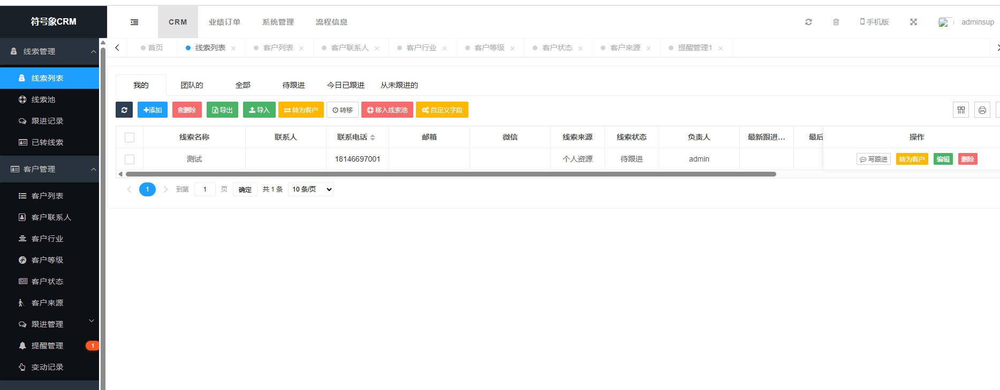 符号象CRM
CRM 业绩订单 系统管理 流程信息 手机版 adminsup
首页 线索列表 客户列表 客户联系人 客户行业 客户等级 客户状态 客户来源 提醒管理1
线索管理
线索列表
线索池
跟进记录
已转线索
客户管理
客户列表
客户联系人
客户行业
客户等级
客户状态
客户来源
跟进管理
提醒管理 1
变动记录
我的 团队的 全部 待跟进 今日已跟进 从未跟进的
添加 删除 导出 导入 转为客户 转移 移入线索池 自定义字段
线索名称 联系人 联系电话 邮箱 微信 线索来源 线索状态 负责人 最新跟进... 最后 操作
测试 18146697001 个人资源 待跟进 admin 写跟进 转为客户 编辑 删除
1 到第 1 页 确定 共 1 条 10 条/页